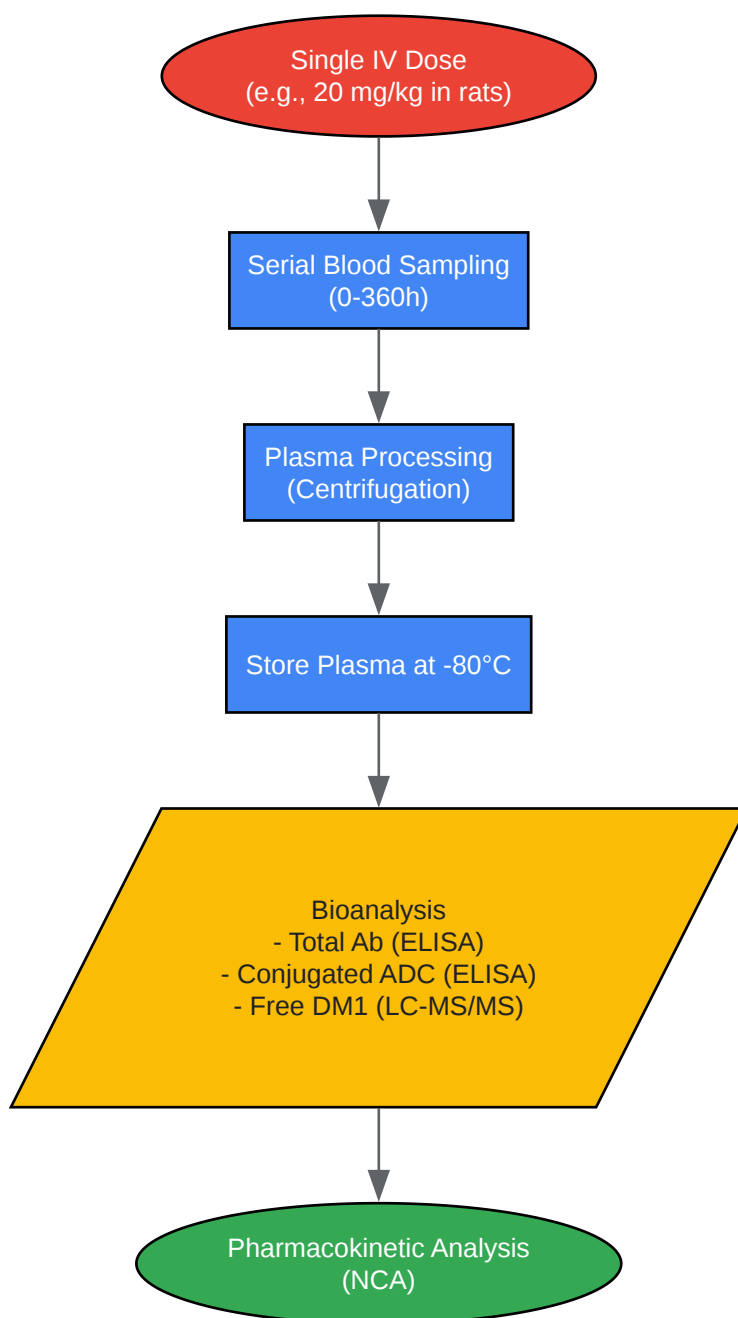 Single IV Dose
(e.g., 20 mg/kg in rats)
Serial Blood Sampling
(0-360h)
Plasma Processing
(Centrifugation)
Store Plasma at -80°C
Bioanalysis
- Total Ab (ELISA)
- Conjugated ADC (ELISA)
- Free DM1 (LC-MS/MS)
Pharmacokinetic Analysis
(NCA)